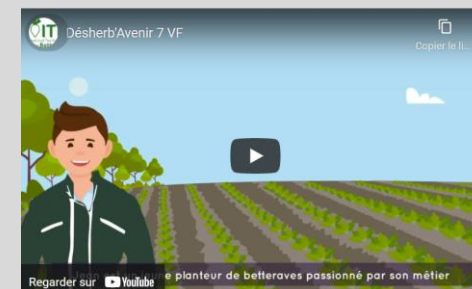 IT
Désherb'Avenir 7 VF
Copier le li...
e planteur de betteraves passionné par son métier
Regarder sur YouTube